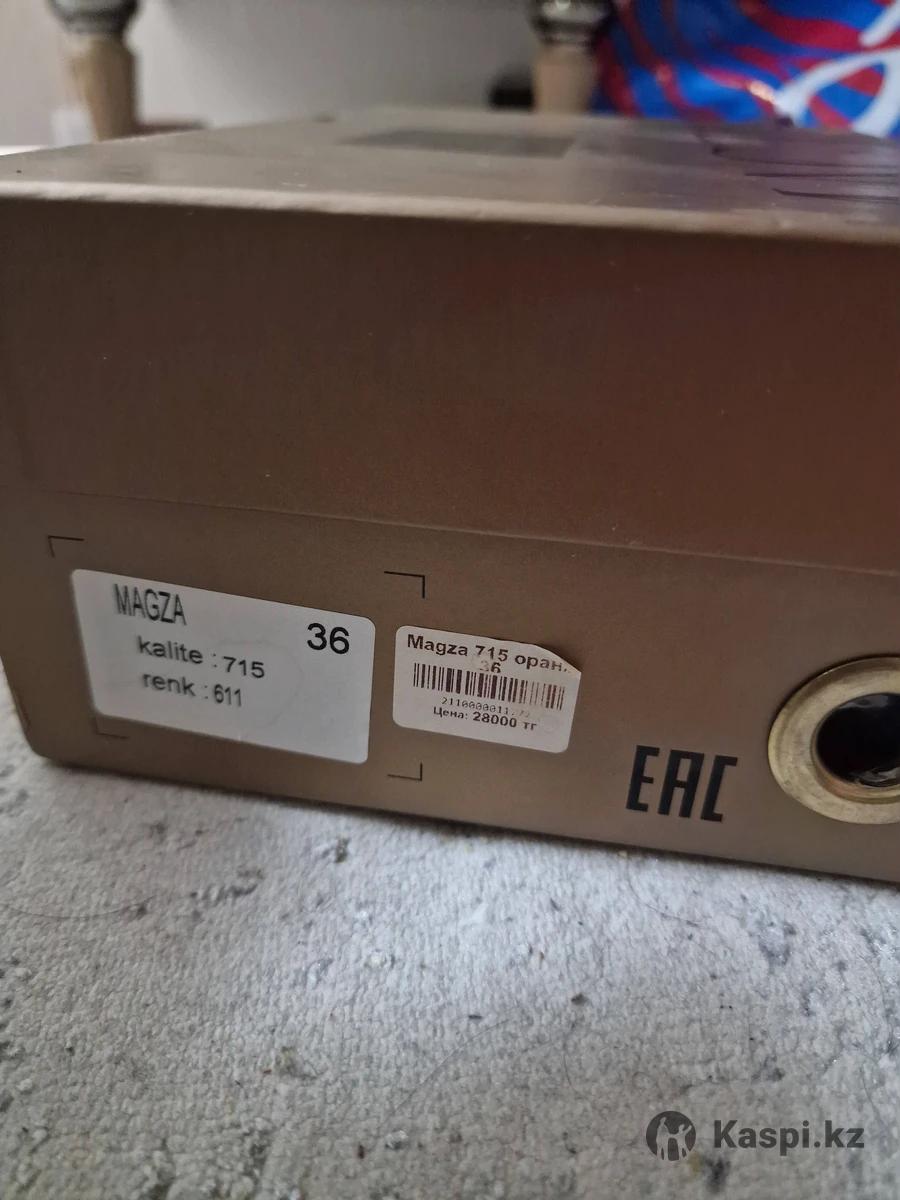 MAGZA
36
kalite : 715
renk : 611
Magza 715 оран.
36
Цена: 28000 тг
EAC
Kaspi.kz